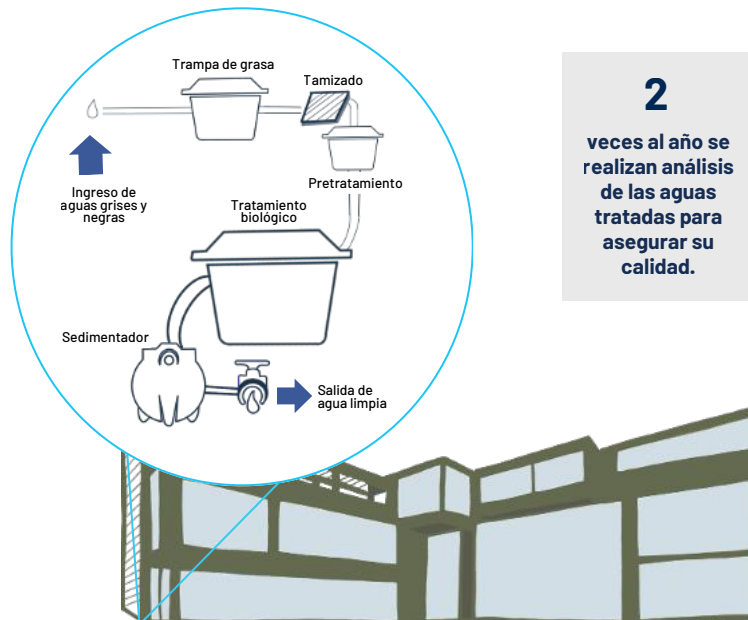 Trampa de grasa
Tamizado
Ingreso de
aguas grises y
negras
Pretratamiento
Tratamiento
biológico
Sedimentador
Salida de
agua limpia
2
veces al año se
realizan análisis
de las aguas
tratadas para
asegurar su
calidad.